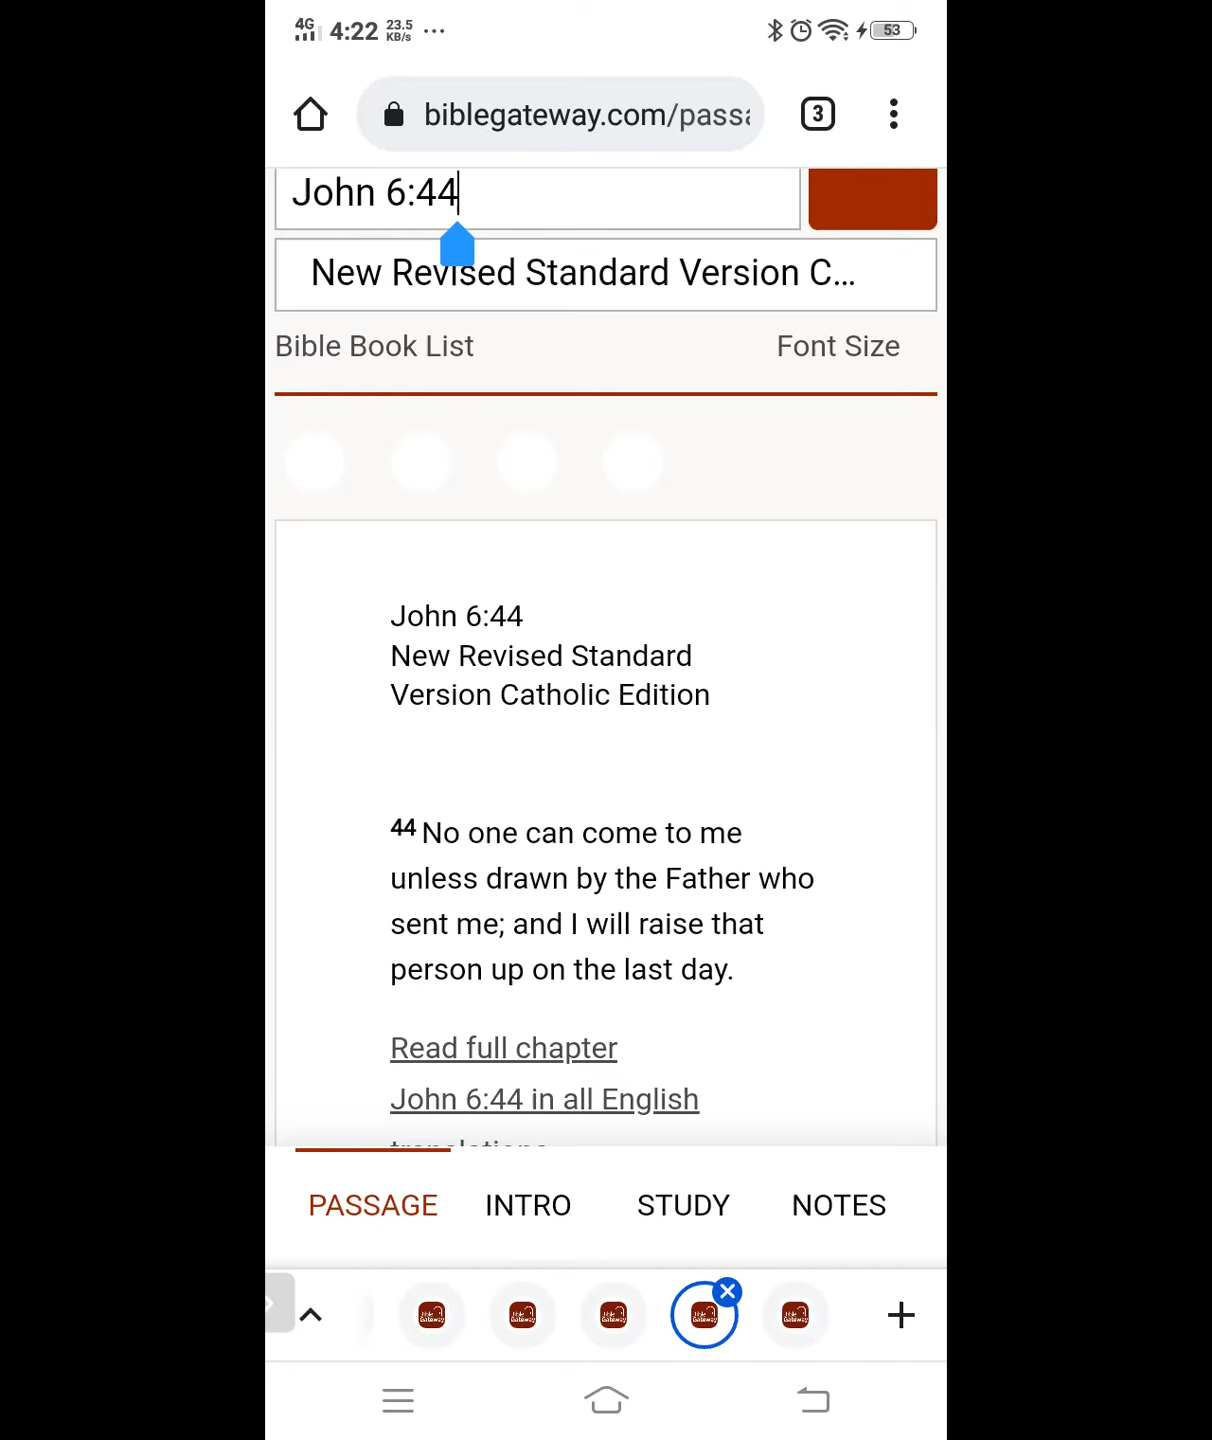 4G 4:22 23.5 KB/s ... 53
biblegateway.com/passa
3
John 6:44
New Revised Standard Version C...
Bible Book List
Font Size
John 6:44
New Revised Standard
Version Catholic Edition
44 No one can come to me
unless drawn by the Father who
sent me; and I will raise that
person up on the last day.
Read full chapter
John 6:44 in all English
translations
PASSAGE INTRO STUDY NOTES